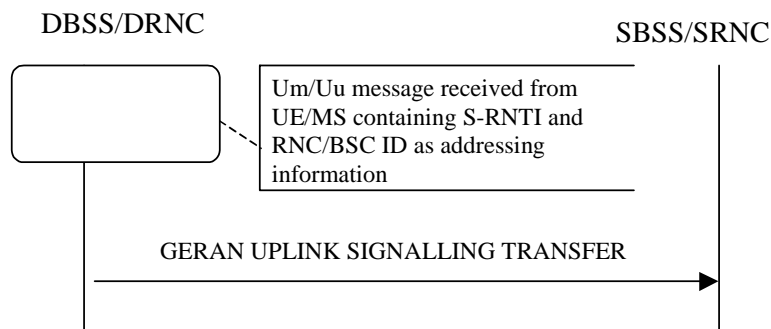 DBSS/DRNC
SBSS/SRNC
Um/Uu message received from
UE/MS containing S-RNTI and
RNC/BSC ID as addressing
information
GERAN UPLINK SIGNALLING TRANSFER